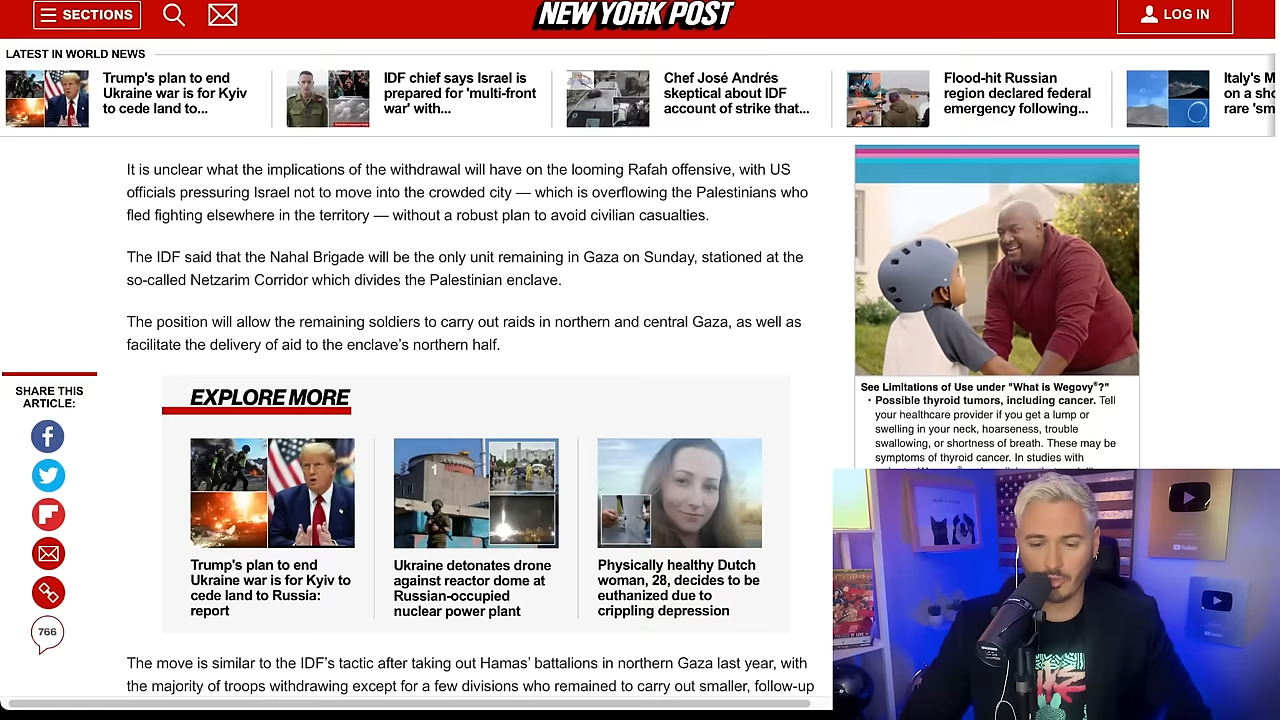 SECTIONS
NEW YORK POST
LOG IN
LATEST IN WORLD NEWS
Trump's plan to end
Ukraine war is for Kyiv
to cede land to...
IDF chief says Israel is
prepared for 'multi-front
war' with...
Chef José Andrés
skeptical about IDF
account of strike that...
Flood-hit Russian
region declared federal
emergency following...
Italy's M
on a sho
rare 'sm
It is unclear what the implications of the withdrawal will have on the looming Rafah offensive, with US
officials pressuring Israel not to move into the crowded city — which is overflowing the Palestinians who
fled fighting elsewhere in the territory — without a robust plan to avoid civilian casualties.
The IDF said that the Nahal Brigade will be the only unit remaining in Gaza on Sunday, stationed at the
so-called Netzarim Corridor which divides the Palestinian enclave.
The position will allow the remaining soldiers to carry out raids in northern and central Gaza, as well as
facilitate the delivery of aid to the enclave's northern half.
SHARE THIS
ARTICLE:
766
EXPLORE MORE
Trump's plan to end
Ukraine war is for Kyiv to
cede land to Russia:
report
Ukraine detonates drone
against reactor dome at
Russian-occupied
nuclear power plant
Physically healthy Dutch
woman, 28, decides to be
euthanized due to
crippling depression
The move is similar to the IDF's tactic after taking out Hamas' battalions in northern Gaza last year, with
the majority of troops withdrawing except for a few divisions who remained to carry out smaller, follow-up
See Limitations of Use under "What is Wegovy®?"
• Possible thyroid tumors, including cancer. Tell
your healthcare provider if you get a lump or
swelling in your neck, hoarseness, trouble
swallowing, or shortness of breath. These may be
symptoms of thyroid cancer. In studies with
YouTube